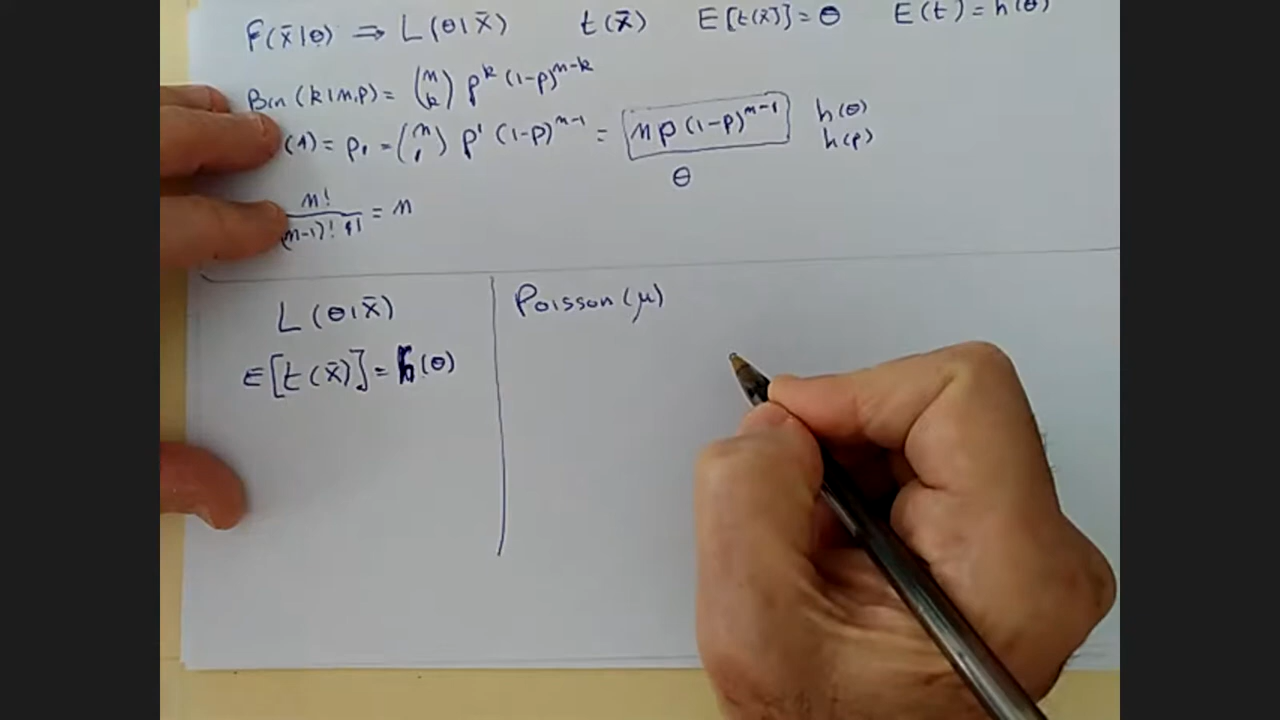 f(x̄|θ) ⇒ L(θ|x̄) t(x̄) E[t(x̄)] = θ E(t) = h(θ)
Bin(k|n,p) = (n k) p^k (1-p)^{n-k}
(1) = p₁ = (n 1) p¹ (1-p)^{n-1} = n p (1-p)^{n-1} h(θ)
h(p)
θ
n! / (n-1)! 1! = n
L(θ|x̄)
E[t(x̄)] = h(θ)
Poisson(μ)